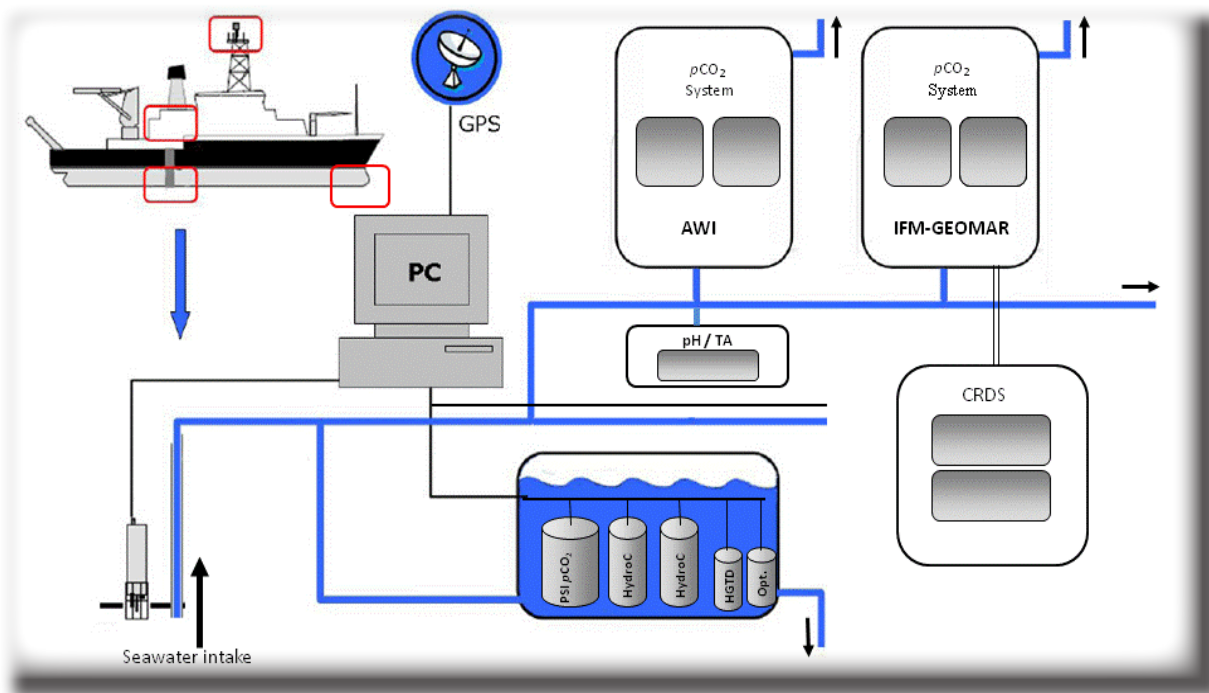 GPS
pCO₂
System
AWI
pCO₂
System
IFM-GEOMAR
PC
pH / TA
CRDS
PSI pCO₂
HydroC
HydroC
HGTD
Opt.
Seawater intake